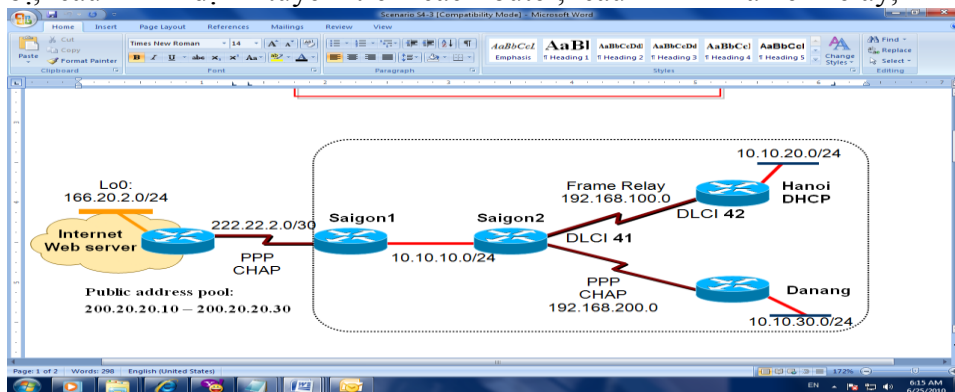 Scenario S4-3 [Compatibility Mode] - Microsoft Word
Home Insert Page Layout References Mailings Review View
Cut
Copy
Format Painter
Paste
Times New Roman 14
AaBbCcI AaBl AaBbCcDd AaBbCcDd AaBbCcI AaBbCcI
Emphasis ¶ Heading 1 ¶ Heading 2 ¶ Heading 3 ¶ Heading 4 ¶ Heading 5
Change
Styles
Find
Replace
Select
Clipboard Font Paragraph Styles Editing
10.10.20.0/24
Lo0:
166.20.2.0/24
Internet
Web server
222.22.2.0/30
PPP
CHAP
Saigon1
10.10.10.0/24
Saigon2
Frame Relay
192.168.100.0
DLCI 42
DLCI 41
Hanoi
DHCP
PPP
CHAP
192.168.200.0
Danang
10.10.30.0/24
Public address pool:
200.20.20.10 – 200.20.20.30
Page: 1 of 2 Words: 298 English (United States) 172%
EN 6:15 AM
6/25/2010